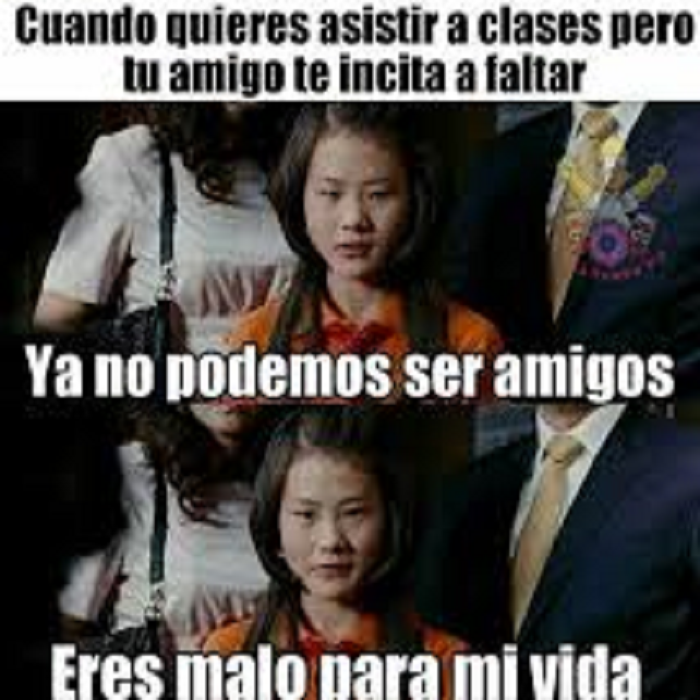 Cuando quieres asistir a clases pero
tu amigo te incita a faltar
Ya no podemos ser amigos
Eres malo para mi vida